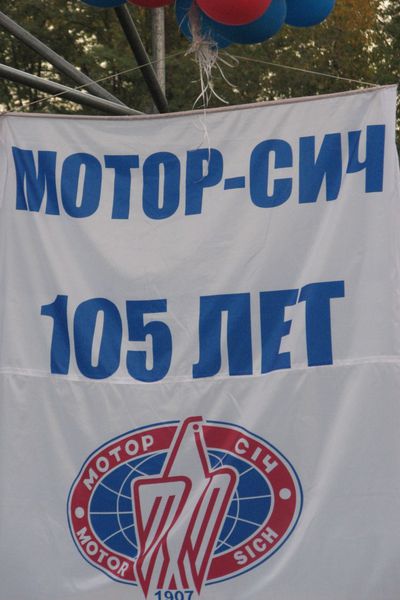 МОТОР-СИЧ
105 ЛЕТ
МОТОР СІЧ
MOTOR SICH
1907